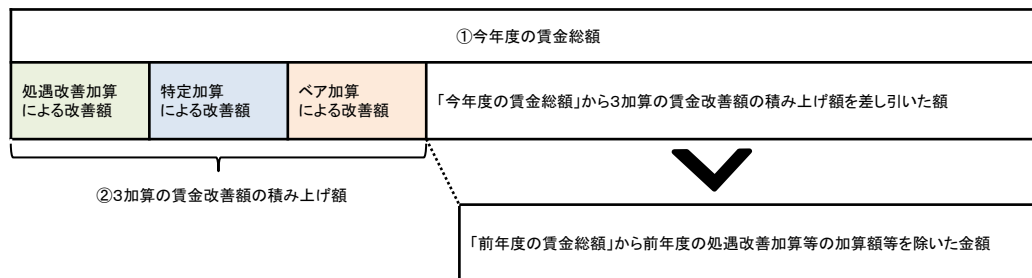 ①今年度の賃金総額
処遇改善加算
による改善額
特定加算
による改善額
ベア加算
による改善額
「今年度の賃金総額」から3加算の賃金改善額の積み上げ額を差し引いた額
②3加算の賃金改善額の積み上げ額
「前年度の賃金総額」から前年度の処遇改善加算等の加算額等を除いた金額